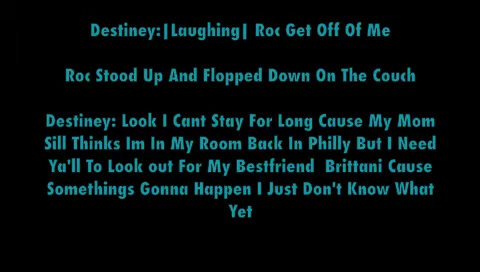 Destiney:|Laughing| Roc Get Off Of Me
Roc Stood Up And Flopped Down On The Couch
Destiney: Look I Cant Stay For Long Cause My Mom
Sill Thinks Im In My Room Back In Philly But I Need
Ya'll To Look out For My Bestfriend  Brittani Cause
Somethings Gonna Happen I Just Don't Know What
Yet